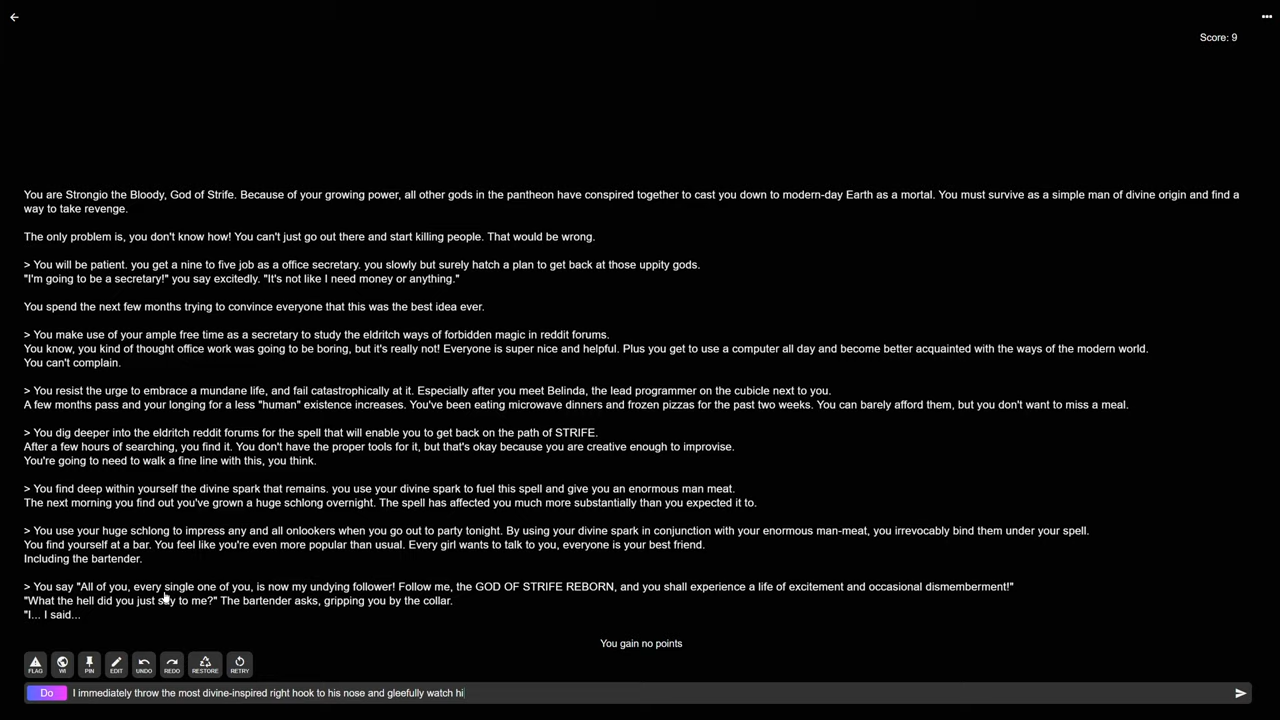 Score: 9
You are Strongio the Bloody, God of Strife. Because of your growing power, all other gods in the pantheon have conspired together to cast you down to modern-day Earth as a mortal. You must survive as a simple man of divine origin and find a
way to take revenge.
The only problem is, you don't know how! You can't just go out there and start killing people. That would be wrong.
> You will be patient. you get a nine to five job as a office secretary. you slowly but surely hatch a plan to get back at those uppity gods.
"I'm going to be a secretary!" you say excitedly. "It's not like I need money or anything."
You spend the next few months trying to convince everyone that this was the best idea ever.
> You make use of your ample free time as a secretary to study the eldritch ways of forbidden magic in reddit forums.
You know, you kind of thought office work was going to be boring, but it's really not! Everyone is super nice and helpful. Plus you get to use a computer all day and become better acquainted with the ways of the modern world.
You can't complain.
> You resist the urge to embrace a mundane life, and fail catastrophically at it. Especially after you meet Belinda, the lead programmer on the cubicle next to you.
A few months pass and your longing for a less "human" existence increases. You've been eating microwave dinners and frozen pizzas for the past two weeks. You can barely afford them, but you don't want to miss a meal.
> You dig deeper into the eldritch reddit forums for the spell that will enable you to get back on the path of STRIFE.
After a few hours of searching, you find it. You don't have the proper tools for it, but that's okay because you are creative enough to improvise.
You're going to need to walk a fine line with this, you think.
> You find deep within yourself the divine spark that remains. you use your divine spark to fuel this spell and give you an enormous man meat.
The next morning you find out you've grown a huge schlong overnight. The spell has affected you much more substantially than you expected it to.
> You use your huge schlong to impress any and all onlookers when you go out to party tonight. By using your divine spark in conjunction with your enormous man-meat, you irrevocably bind them under your spell.
You find yourself at a bar. You feel like you're even more popular than usual. Every girl wants to talk to you, everyone is your best friend.
Including the bartender.
> You say "All of you, every single one of you, is now my undying follower! Follow me, the GOD OF STRIFE REBORN, and you shall experience a life of excitement and occasional dismemberment!"
"What the hell did you just say to me?" The bartender asks, gripping you by the collar.
"I... I said...
You gain no points
FLAG WI PIN EDIT UNDO REDO RESTORE RETRY
Do I immediately throw the most divine-inspired right hook to his nose and gleefully watch hi